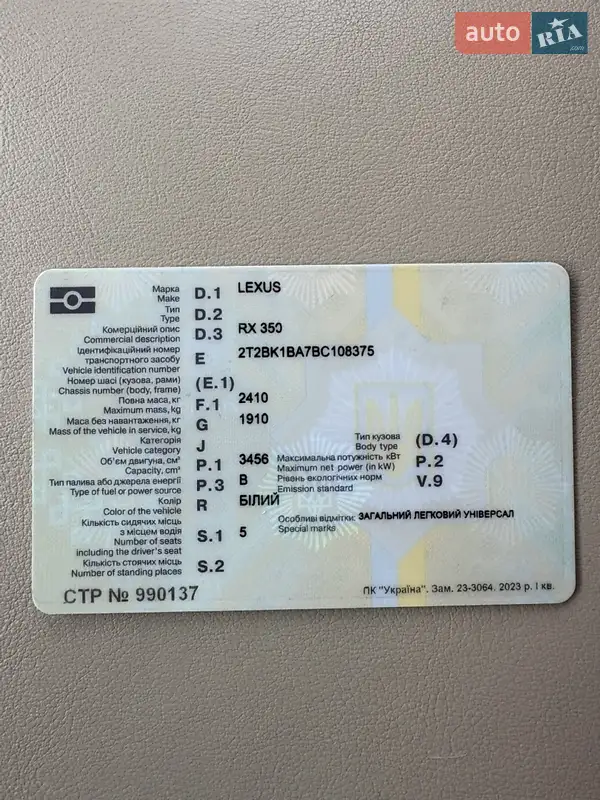 auto RIA.com
Марка
Make D.1 LEXUS
Тип
Type D.2
Комерційний опис
Commercial description D.3 RX 350
Ідентифікаційний номер
транспортного засобу E 2T2BK1BA7BC108375
Vehicle identification number
Номер шасі (кузова, рами) (E.1)
Chassis number (body, frame)
Повна маса, кг F.1 2410
Maximum mass, kg
Маса без навантаження, кг G 1910
Mass of the vehicle in service, kg
Категорія J
Vehicle category
Тип кузова (D.4)
Body type
Об'єм двигуна, см³ P.1 3456
Capacity, cm³
Максимальна потужність кВт P.2
Maximum net power (in kW)
Тип палива або джерела енергії P.3 B
Type of fuel or power source
Рівень екологічних норм V.9
Emission standard
Колір R БІЛИЙ
Color of the vehicle
Кількість сидячих місць
з місцем водія S.1 5
Number of seats
including the driver's seat
Особливі відмітки: ЗАГАЛЬНИЙ ЛЕГКОВИЙ УНІВЕРСАЛ
Special marks
Кількість стоячих місць S.2
Number of standing places
СТР № 990137
ПК "Україна". Зам. 23-3064. 2023 р. І кв.